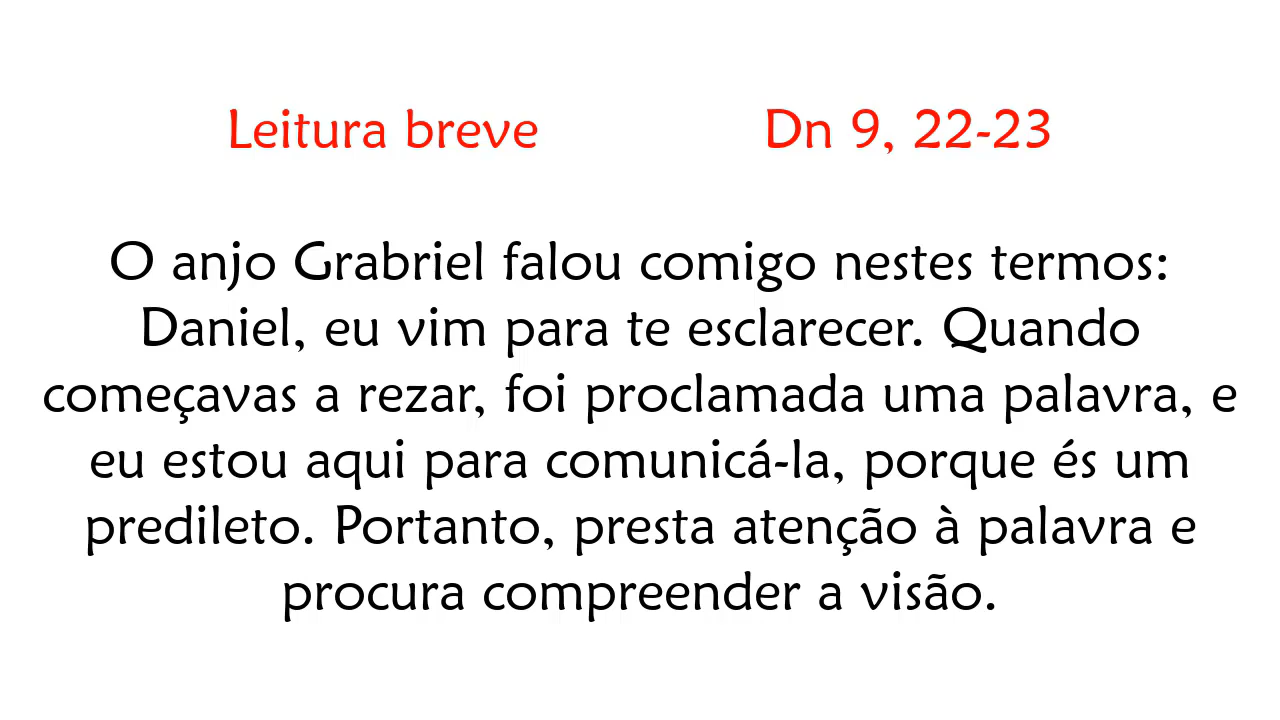 Leitura breve Dn 9, 22-23
O anjo Grabriel falou comigo nestes termos:
Daniel, eu vim para te esclarecer. Quando
começavas a rezar, foi proclamada uma palavra, e
eu estou aqui para comunicá-la, porque és um
predileto. Portanto, presta atenção à palavra e
procura compreender a visão.